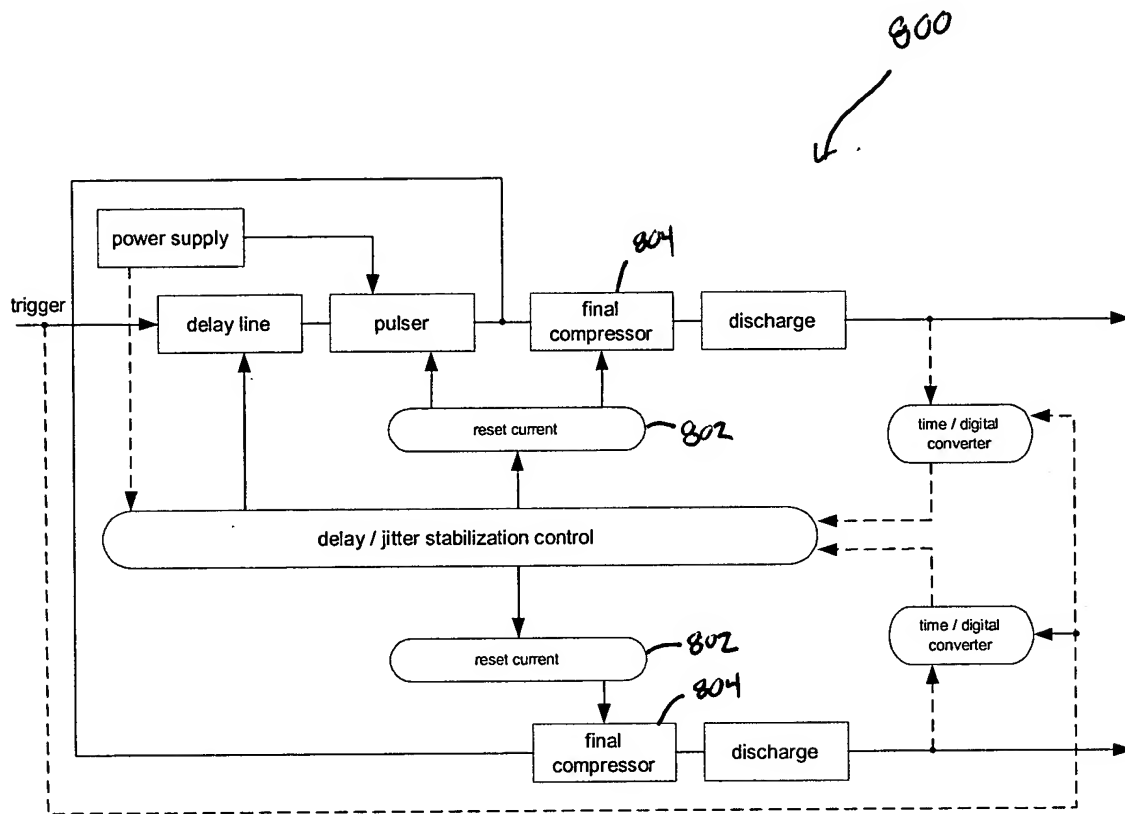 800
power supply
804
trigger
delay line
pulser
final
compressor
discharge
reset current
802
time / digital
converter
delay / jitter stabilization control
time / digital
converter
reset current
802
804
final
compressor
discharge